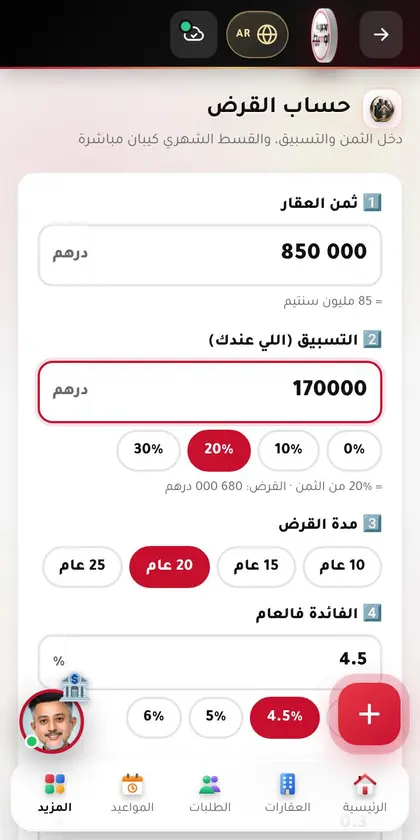 AR
حساب القرض
دخل الثمن والتسبيق، والقسط الشهري كيبان مباشرة
1 ثمن العقار
850 000 درهم
= 85 مليون سنتيم
2 التسبيق (اللي عندك)
170000 درهم
0% 10% 20% 30%
= 20% من الثمن · القرض: 680 000 درهم
3 مدة القرض
10 عام 15 عام 20 عام 25 عام
4 الفائدة فالعام
4.5 %
4.5% 5% 6%
الرئيسية العقارات الطلبات المواعيد المزيد